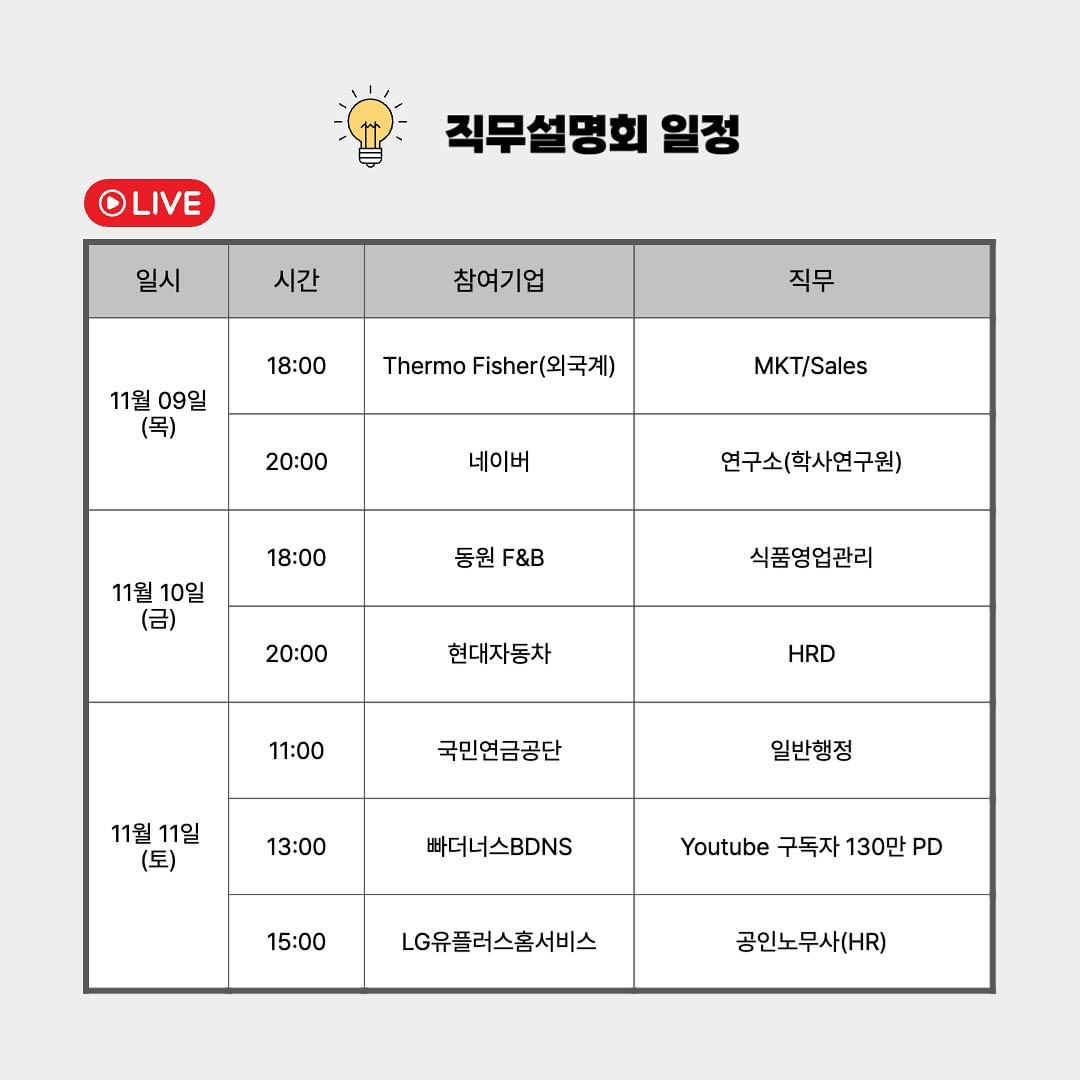 직무설명회 일정
LIVE
일시 시간 참여기업 직무
11월 09일
(목)
18:00 Thermo Fisher(외국계) MKT/Sales
20:00 네이버 연구소(학사연구원)
11월 10일
(금)
18:00 동원 F&B 식품영업관리
20:00 현대자동차 HRD
11월 11일
(토)
11:00 국민연금공단 일반행정
13:00 빠더너스BDNS Youtube 구독자 130만 PD
15:00 LG유플러스홈서비스 공인노무사(HR)